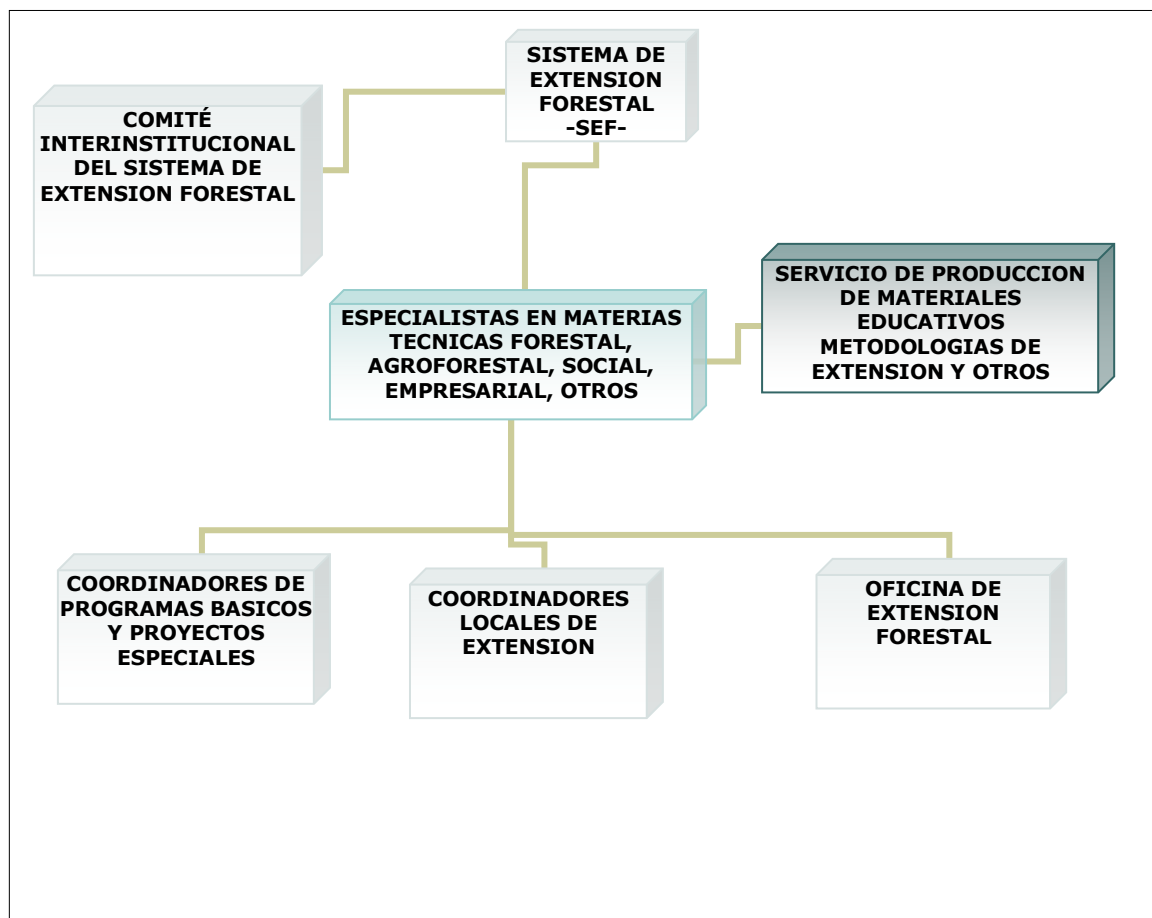 SISTEMA DE
EXTENSION
FORESTAL
-SEF-
COMITÉ
INTERINSTITUCIONAL
DEL SISTEMA DE
EXTENSION FORESTAL
SERVICIO DE PRODUCCION
DE MATERIALES
EDUCATIVOS
METODOLOGIAS DE
EXTENSION Y OTROS
ESPECIALISTAS EN MATERIAS
TECNICAS FORESTAL,
AGROFORESTAL, SOCIAL,
EMPRESARIAL, OTROS
COORDINADORES DE
PROGRAMAS BASICOS
Y PROYECTOS
ESPECIALES
COORDINADORES
LOCALES DE
EXTENSION
OFICINA DE
EXTENSION
FORESTAL